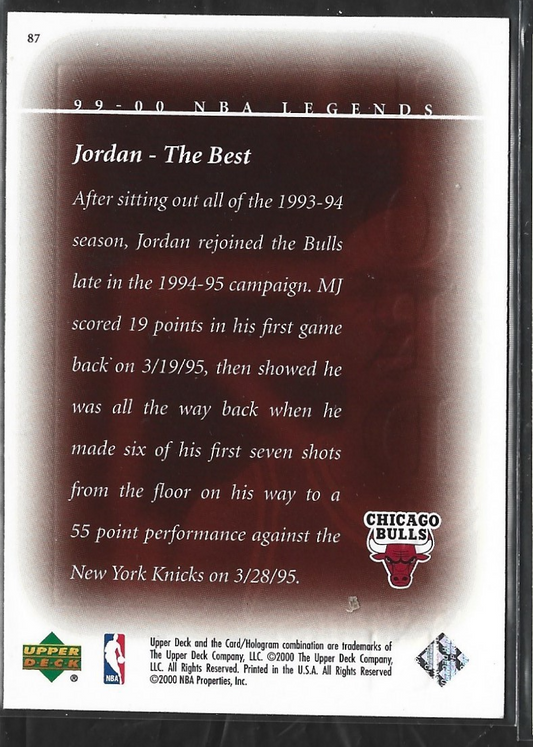 87
99-00 NBA LEGENDS
Jordan - The Best
After sitting out all of the 1993-94
season, Jordan rejoined the Bulls
late in the 1994-95 campaign. MJ
scored 19 points in his first game
back on 3/19/95, then showed he
was all the way back when he
made six of his first seven shots
from the floor on his way to a
55 point performance against the
New York Knicks on 3/28/95.
CHICAGO
BULLS
UPPER
DECK
®
NBA
Upper Deck and the Card/Hologram combination are trademarks of
The Upper Deck Company, LLC. ©2000 The Upper Deck Company,
LLC. All Rights Reserved. Printed in the U.S.A. All Rights Reserved
©2000 NBA Properties, Inc.